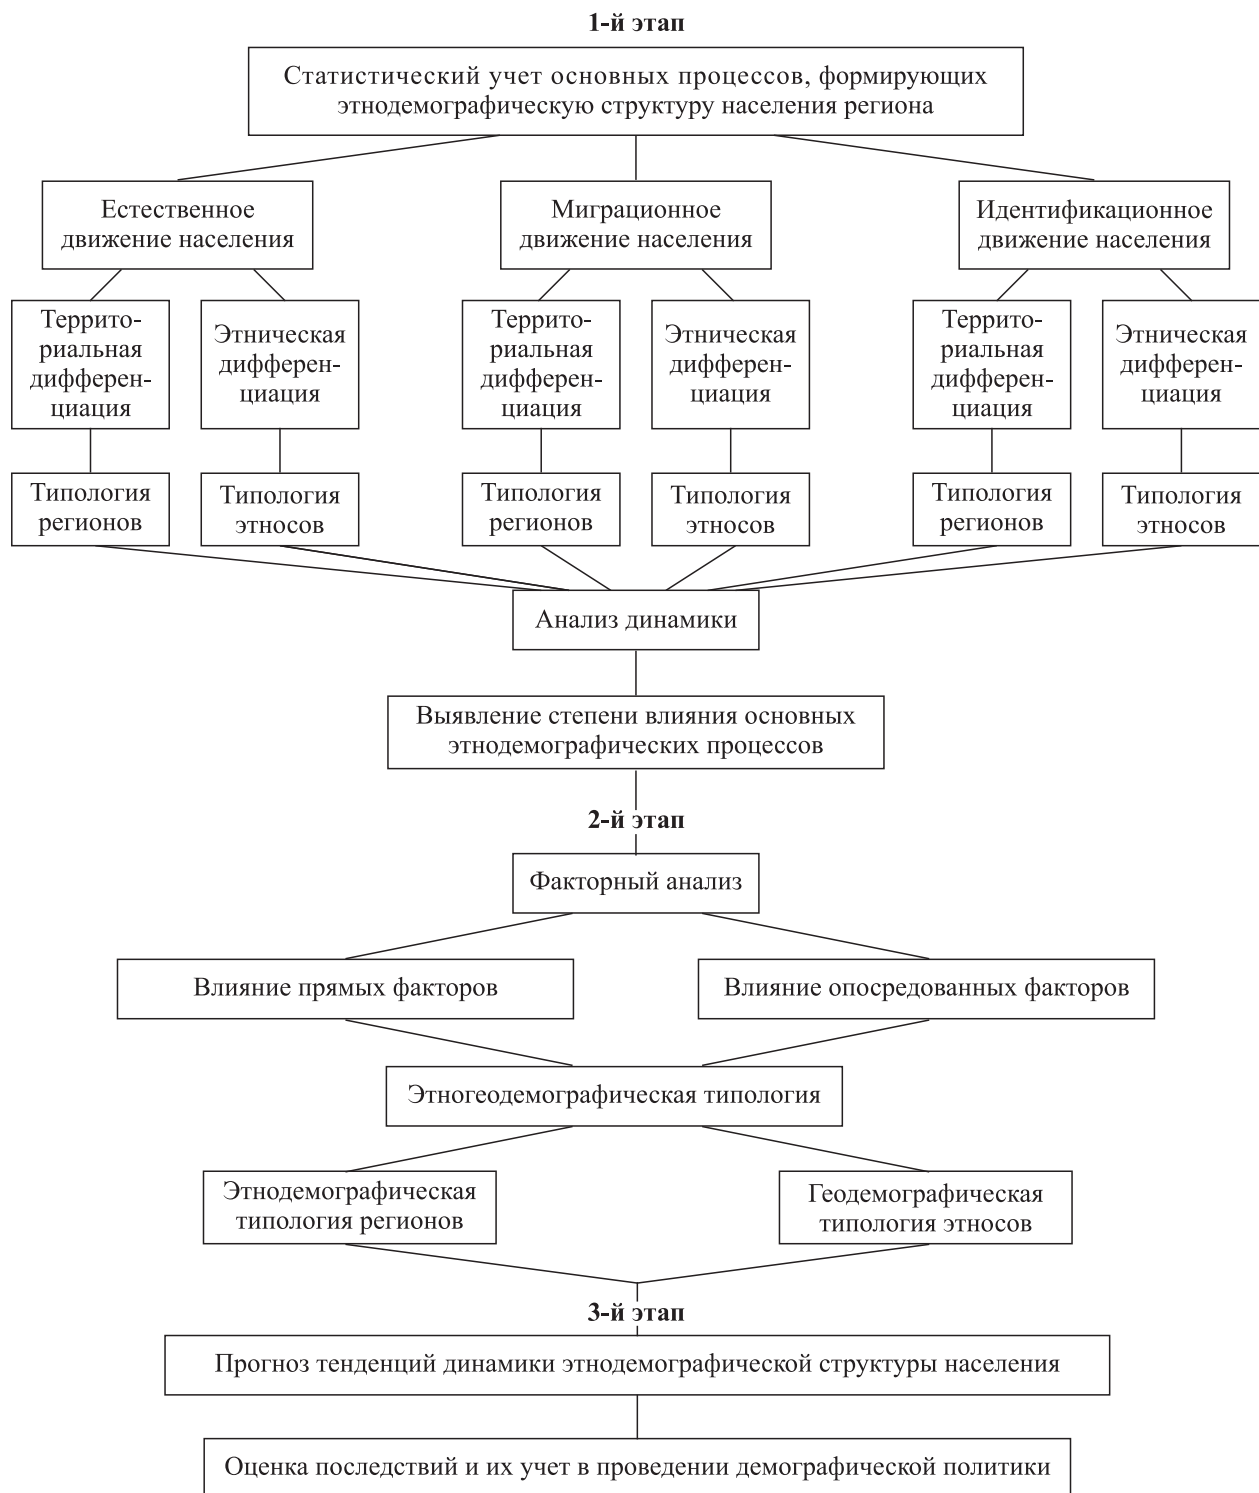 1-й этап
Статистический учет основных процессов, формирующих
этнодемографическую структуру населения региона
Естественное
движение населения
Миграционное
движение населения
Идентификационное
движение населения
Террито-
риальная
дифферен-
циация
Этническая
дифферен-
циация
Террито-
риальная
дифферен-
циация
Этническая
дифферен-
циация
Террито-
риальная
дифферен-
циация
Этническая
дифферен-
циация
Типология
регионов
Типология
этносов
Типология
регионов
Типология
этносов
Типология
регионов
Типология
этносов
Анализ динамики
Выявление степени влияния основных
этнодемографических процессов
2-й этап
Факторный анализ
Влияние прямых факторов
Влияние опосредованных факторов
Этногеодемографическая типология
Этнодемографическая
типология регионов
Геодемографическая
типология этносов
3-й этап
Прогноз тенденций динамики этнодемографической структуры населения
Оценка последствий и их учет в проведении демографической политики